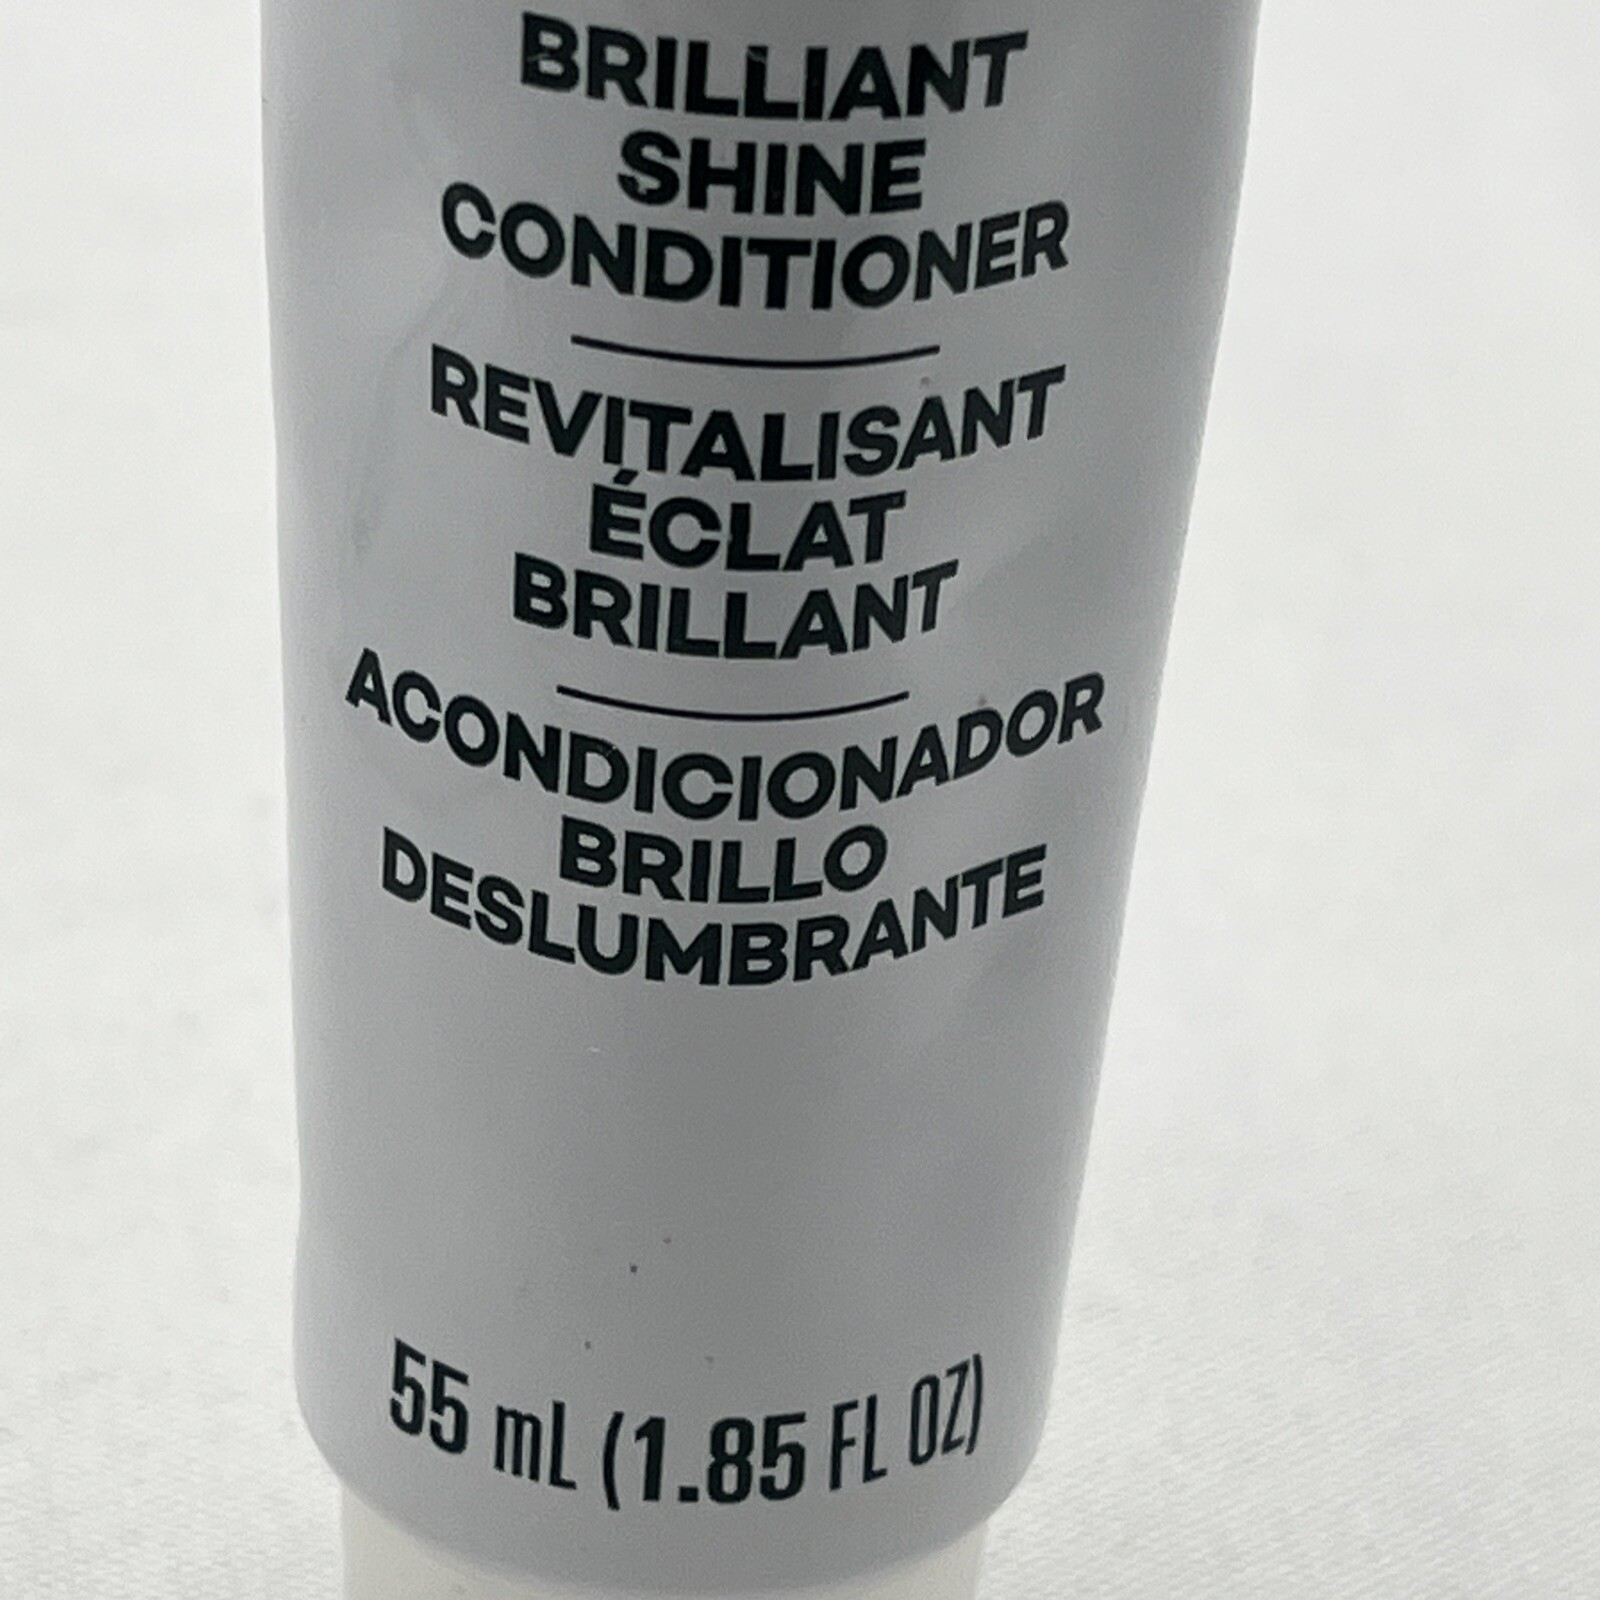 BRILLIANT
SHINE
CONDITIONER
REVITALISANT
ÉCLAT
BRILLANT
ACONDICIONADOR
BRILLO
DESLUMBRANTE
55 mL (1.85 FL OZ)